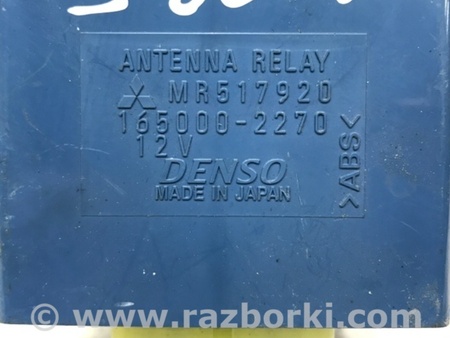 ANTENNA RELAY
MR517920
165000-2270
12V
DENSO
MADE IN JAPAN
>ABS<
www.razborki.com